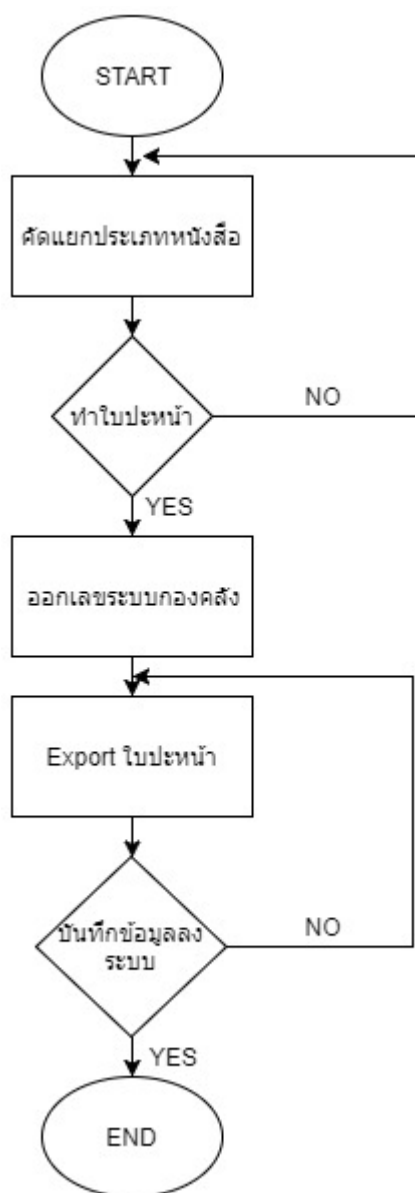 START
คัดแยกประเภทหนังสือ
ทำใบปะหน้า
NO
YES
ออกเลขระบบกองคลัง
Export ใบปะหน้า
บันทึกข้อมูลลง
ระบบ
NO
YES
END